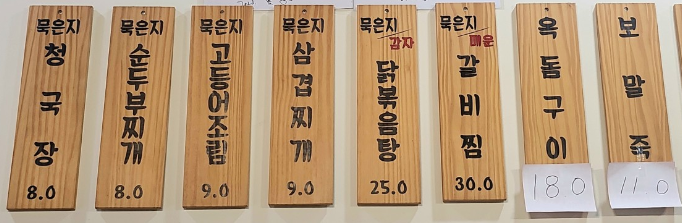 묵은지
청국장
8.0
묵은지
순두부찌개
8.0
묵은지
고등어조림
9.0
묵은지
삼겹찌개
9.0
묵은지
감자
닭볶음탕
25.0
묵은지
매운
갈비찜
30.0
옥돔구이
18.0
보말죽
11.0